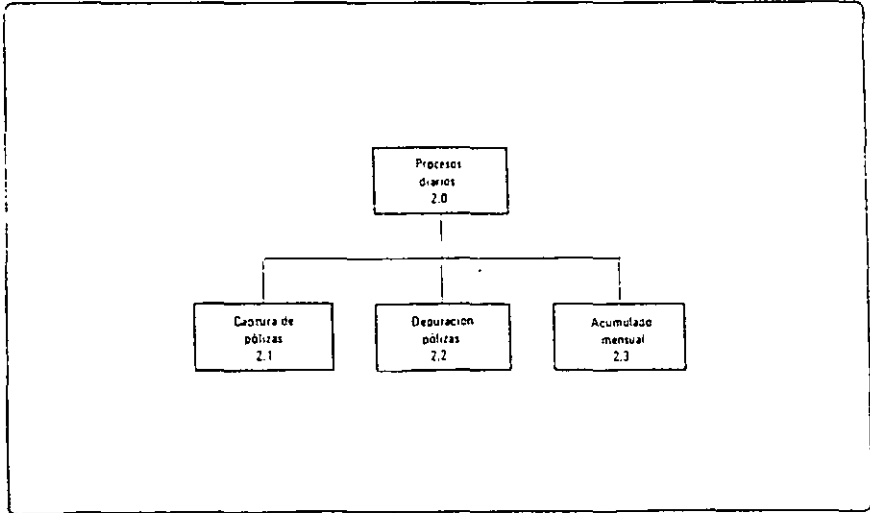 Procesos
diarios
2.0
Captura de
pólizas
2.1
Depuración
pólizas
2.2
Acumulado
mensual
2.3